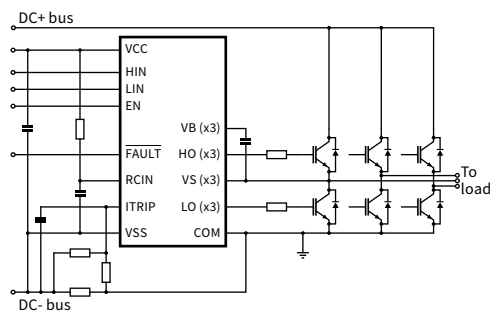 DC+ bus
VCC
HIN
LIN
EN
VB (x3)
FAULT
HO (x3)
RCIN
VS (x3)
To
load
ITRIP
LO (x3)
VSS
COM
DC- bus